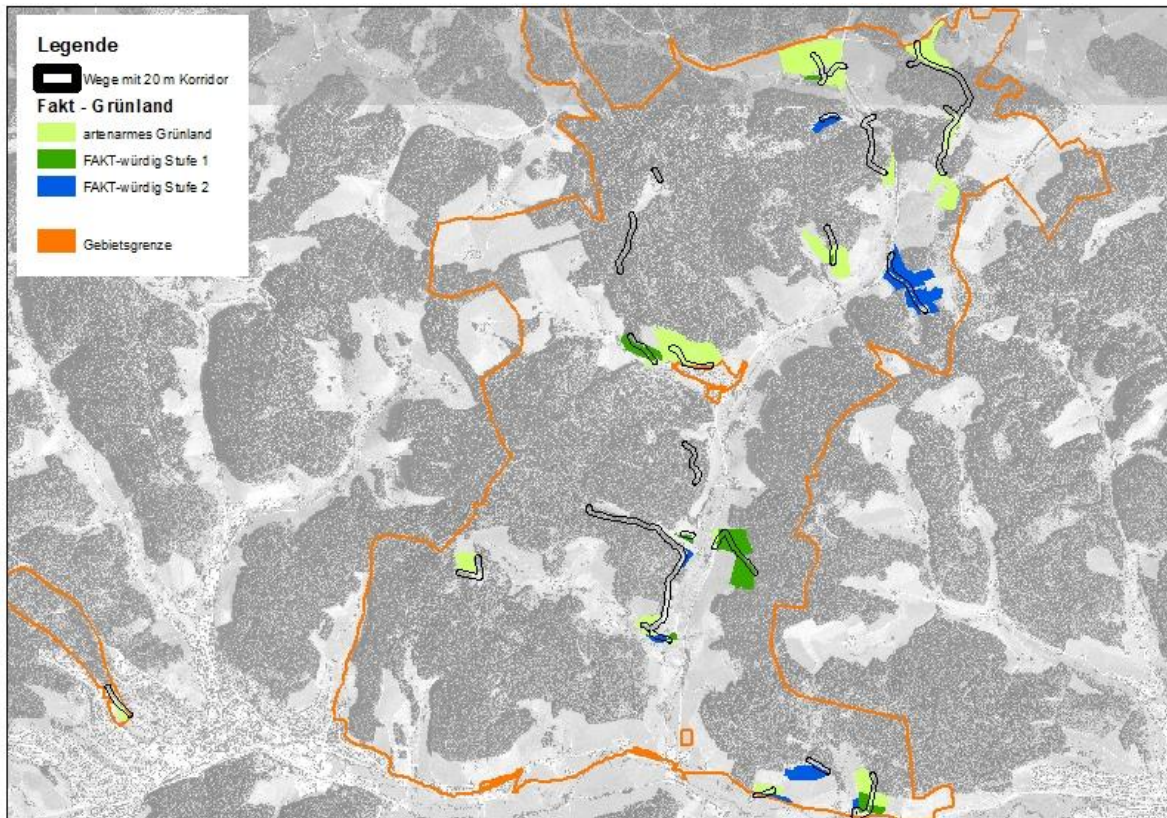 Legende
Wege mit 20 m Korridor
Fakt - Grünland
artenarmes Grünland
FAKT-würdig Stufe 1
FAKT-würdig Stufe 2
Gebietsgrenze